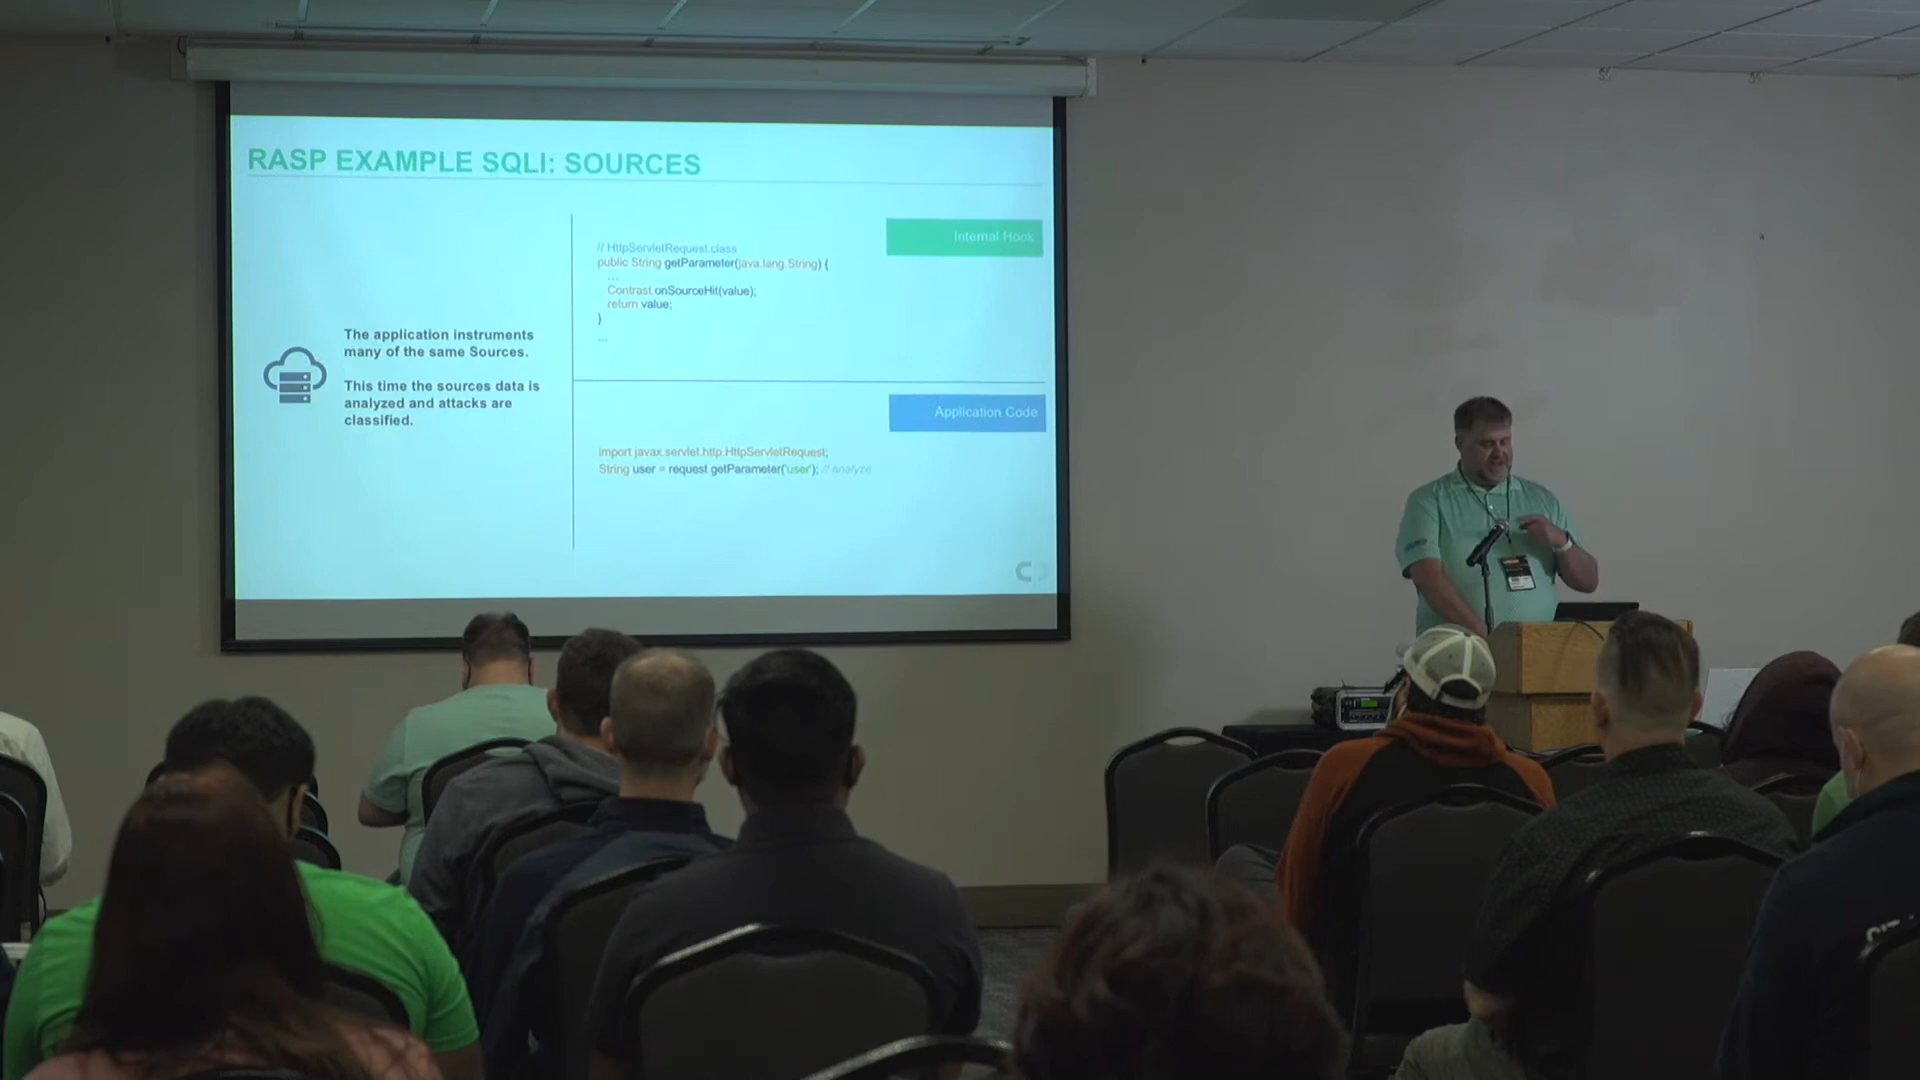 RASP EXAMPLE SQLI: SOURCES
The application instruments
many of the same Sources.
This time the sources data is
analyzed and attacks are
classified.
Internal Hook
// HttpServletRequest.class
public String getParameter(java.lang.String) {
...
Contrast.onSourceHit(value);
return value;
}
...
Application Code
import javax.servlet.http.HttpServletRequest;
String user = request.getParameter('user'); // analyze